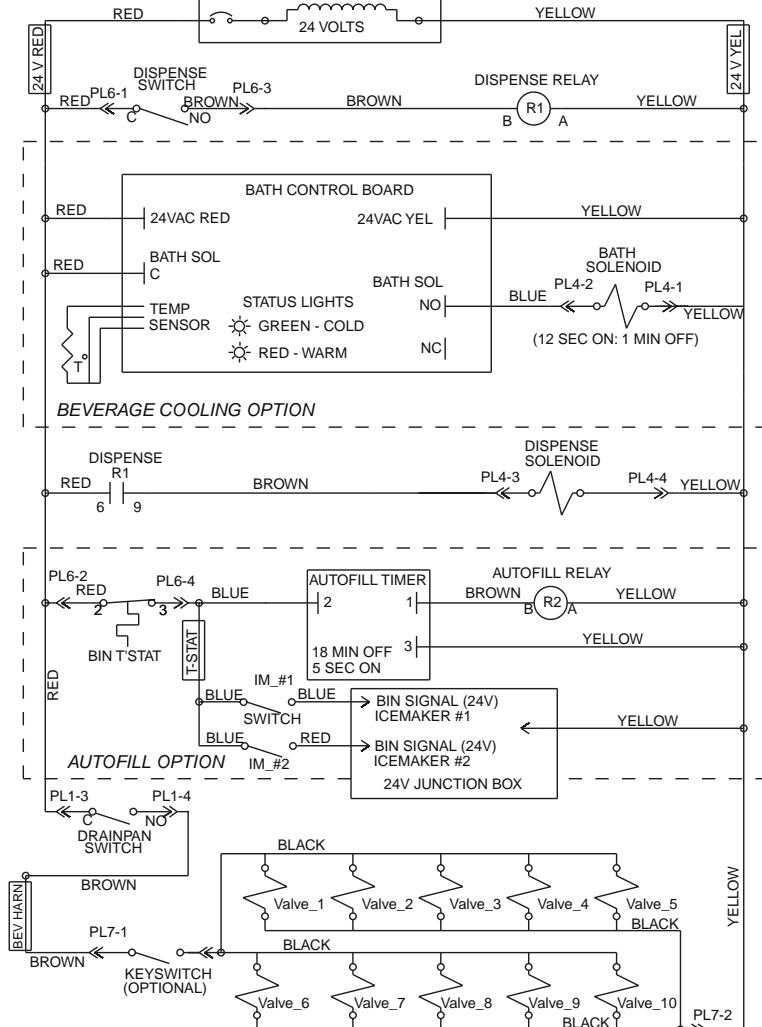 RED
YELLOW
24 VOLTS
24 V RED
24 V YEL
DISPENSE
SWITCH
PL6-1
PL6-3
DISPENSE RELAY
RED
BROWN
BROWN
R1
YELLOW
C
NO
B
A
BATH CONTROL BOARD
RED
24VAC RED
24VAC YEL
YELLOW
RED
BATH SOL
C
BATH SOL
NO
BATH
SOLENOID
PL4-2
PL4-1
BLUE
YELLOW
TEMP
SENSOR
STATUS LIGHTS
GREEN - COLD
RED - WARM
NC
(12 SEC ON: 1 MIN OFF)
T°
BEVERAGE COOLING OPTION
DISPENSE
R1
DISPENSE
SOLENOID
RED
BROWN
PL4-3
PL4-4
YELLOW
6
9
PL6-2
PL6-4
RED
2
3
BLUE
AUTOFILL TIMER
2
1
AUTOFILL RELAY
BROWN
R2
B
A
YELLOW
BIN T'STAT
T-STAT
18 MIN OFF
5 SEC ON
3
YELLOW
RED
IM_#1
BLUE
BLUE
SWITCH
BIN SIGNAL (24V)
ICEMAKER #1
YELLOW
BLUE
RED
IM_#2
BIN SIGNAL (24V)
ICEMAKER #2
AUTOFILL OPTION
24V JUNCTION BOX
PL1-3
PL1-4
C
NO
DRAINPAN
SWITCH
BLACK
BROWN
Valve_1
Valve_2
Valve_3
Valve_4
Valve_5
YELLOW
BEV HARN
PL7-1
BLACK
BLACK
BROWN
KEYSWITCH
(OPTIONAL)
Valve_6
Valve_7
Valve_8
Valve_9
Valve_10
BLACK
PL7-2